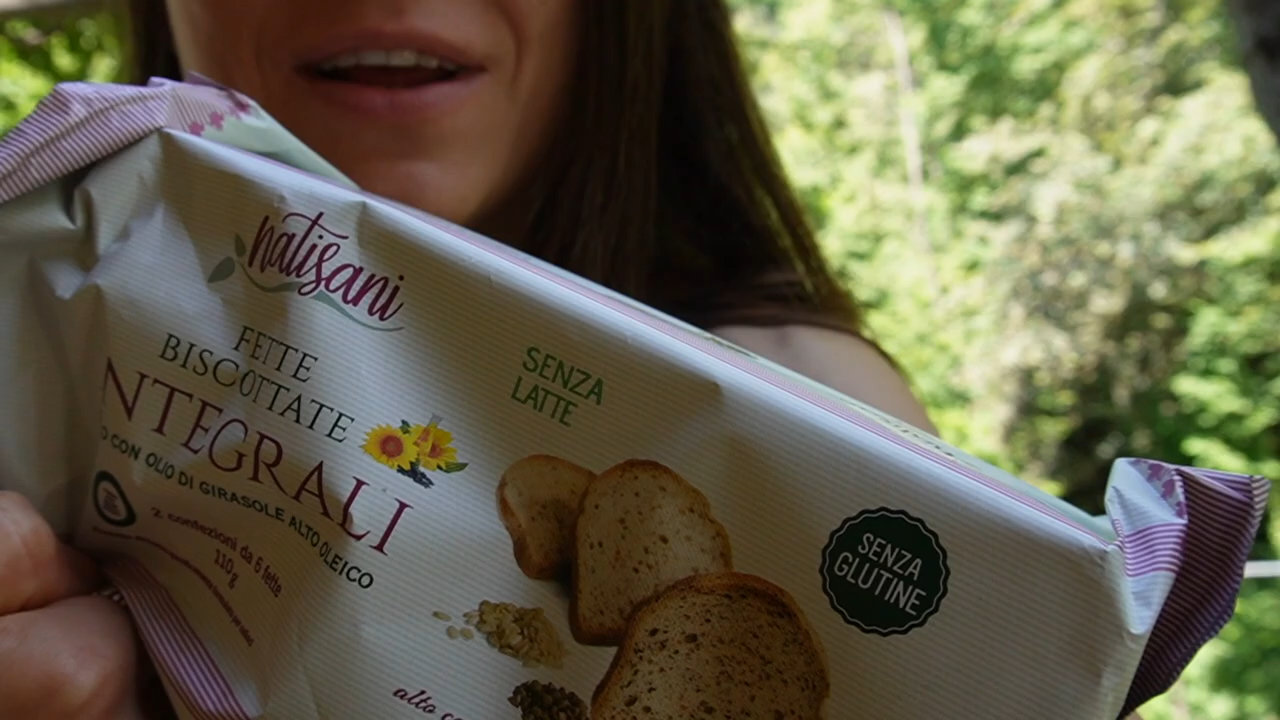 natisani
FETTE
BISCOTTATE
NTEGRALI
CON OLIO DI GIRASOLE ALTO OLEICO
2 confezioni da 6 fette
110g
SENZA
LATTE
SENZA
GLUTINE
alto